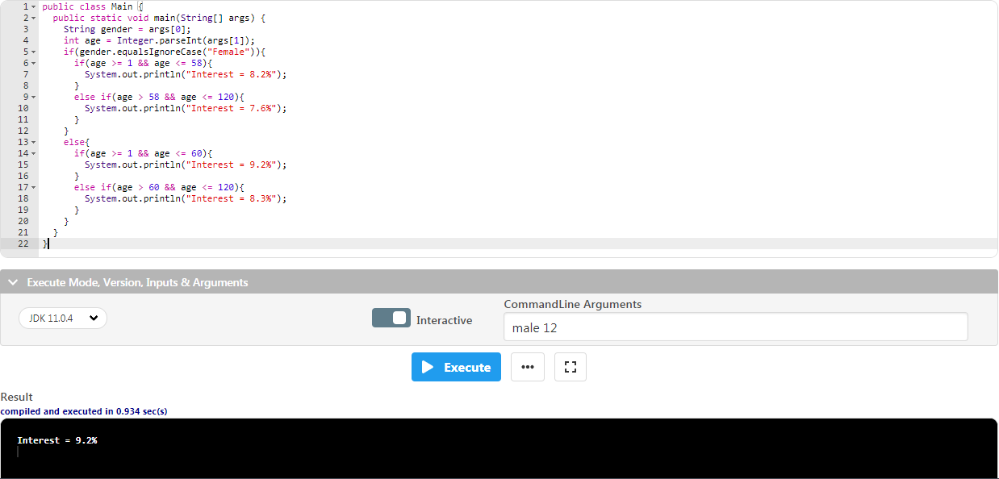 1 public class Main {
2 public static void main(String[] args) {
3 String gender = args[0];
4 int age = Integer.parseInt(args[1]);
5 if(gender.equalsIgnoreCase("Female")){
6 if(age >= 1 && age <= 58){
7 System.out.println("Interest = 8.2%");
8 }
9 else if(age > 58 && age <= 120){
10 System.out.println("Interest = 7.6%");
11 }
12 }
13 else{
14 if(age >= 1 && age <= 60){
15 System.out.println("Interest = 9.2%");
16 }
17 else if(age > 60 && age <= 120){
18 System.out.println("Interest = 8.3%");
19 }
20 }
21 }
22 }
Execute Mode, Version, Inputs & Arguments
CommandLine Arguments
JDK 11.0.4
Interactive
male 12
Execute
•••
Result
compiled and executed in 0.934 sec(s)
Interest = 9.2%